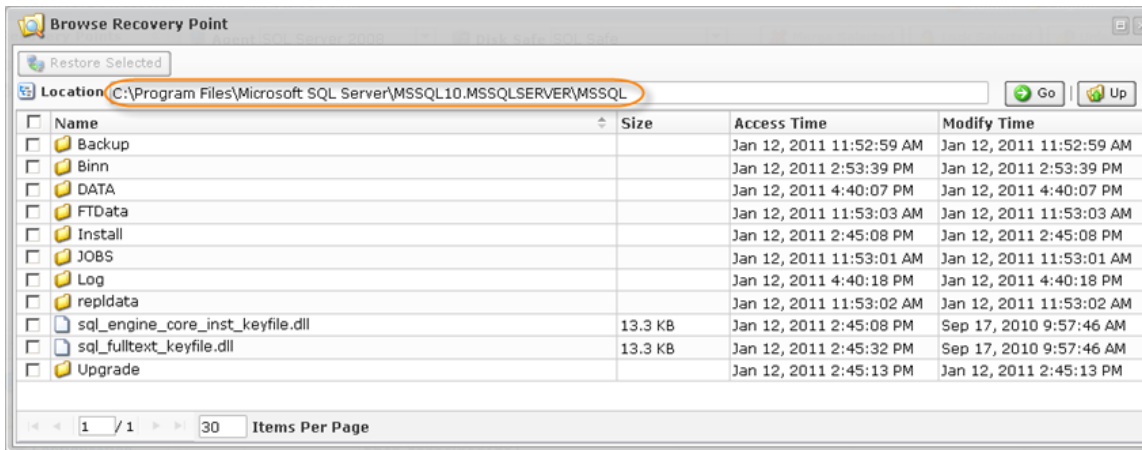 Browse Recovery Point
Restore Selected
Location C:\Program Files\Microsoft SQL Server\MSSQL10.MSSQLSERVER\MSSQL Go | Up
Name Size Access Time Modify Time
Backup Jan 12, 2011 11:52:59 AM Jan 12, 2011 11:52:59 AM
Binn Jan 12, 2011 2:53:39 PM Jan 12, 2011 2:53:39 PM
DATA Jan 12, 2011 4:40:07 PM Jan 12, 2011 4:40:07 PM
FTData Jan 12, 2011 11:53:03 AM Jan 12, 2011 11:53:03 AM
Install Jan 12, 2011 2:45:08 PM Jan 12, 2011 2:45:08 PM
JOBS Jan 12, 2011 11:53:01 AM Jan 12, 2011 11:53:01 AM
Log Jan 12, 2011 4:40:18 PM Jan 12, 2011 4:40:18 PM
repldata Jan 12, 2011 11:53:02 AM Jan 12, 2011 11:53:02 AM
sql_engine_core_inst_keyfile.dll 13.3 KB Jan 12, 2011 2:45:08 PM Sep 17, 2010 9:57:46 AM
sql_fulltext_keyfile.dll 13.3 KB Jan 12, 2011 2:45:32 PM Sep 17, 2010 9:57:46 AM
Upgrade Jan 12, 2011 2:45:13 PM Jan 12, 2011 2:45:13 PM
1 / 1 30 Items Per Page